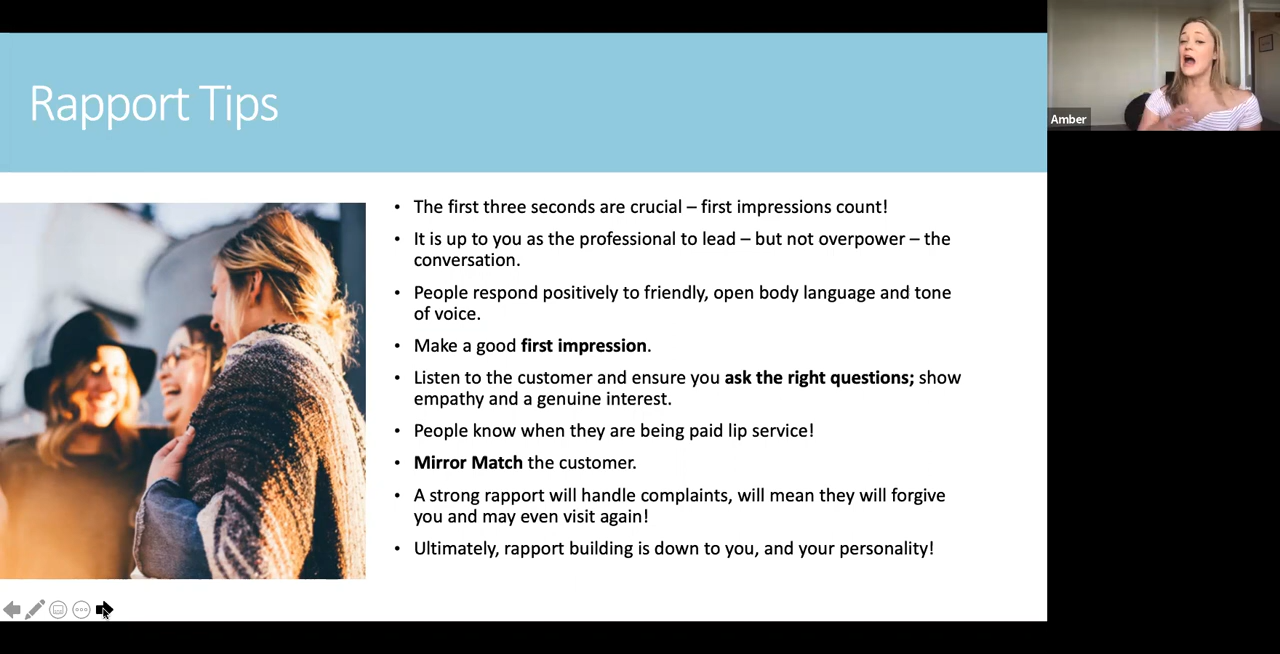 Rapport Tips
Amber
• The first three seconds are crucial – first impressions count!
• It is up to you as the professional to lead – but not overpower – the
conversation.
• People respond positively to friendly, open body language and tone
of voice.
• Make a good first impression.
• Listen to the customer and ensure you ask the right questions; show
empathy and a genuine interest.
• People know when they are being paid lip service!
• Mirror Match the customer.
• A strong rapport will handle complaints, will mean they will forgive
you and may even visit again!
• Ultimately, rapport building is down to you, and your personality!